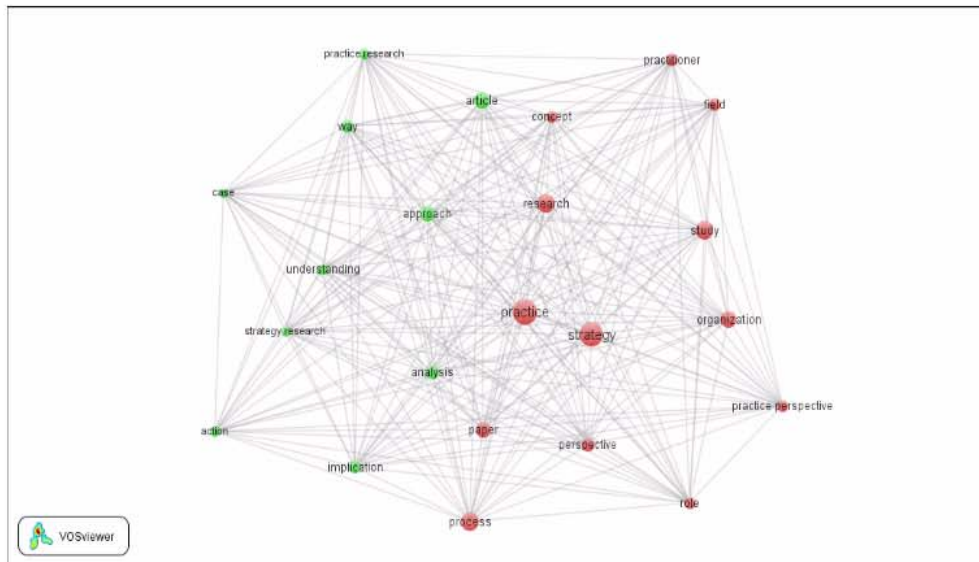 practice research
practitioner
article
field
concept
way
case
research
approach
study
understanding
practice
organization
strategy research
strategy
analysis
practice perspective
action
paper
perspective
implication
role
process
VOSviewer